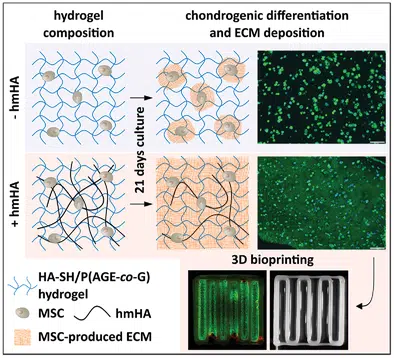 hydrogel
composition
chondrogenic differentiation
and ECM deposition
- hmHA
21 days culture
+ hmHA
3D bioprinting
HA-SH/P(AGE-co-G)
hydrogel
MSC
hmHA
MSC-produced ECM